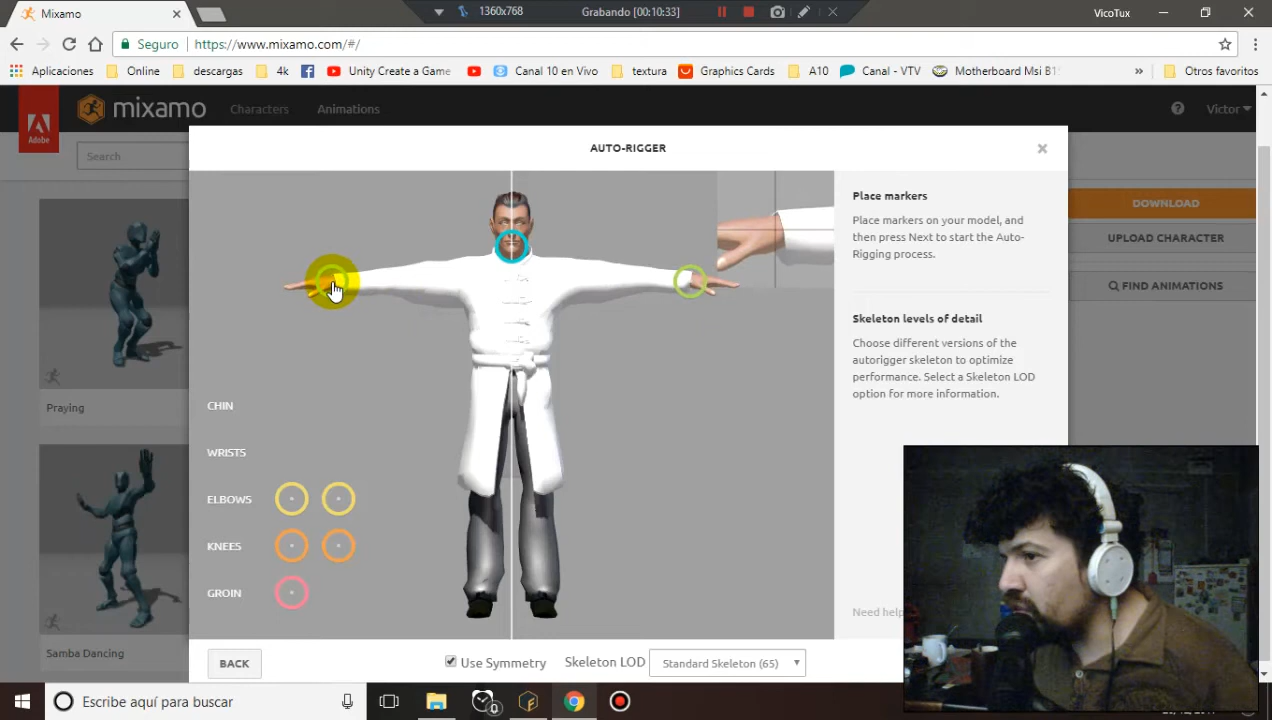 Mixamo
1360x768
Grabando [00:10:33]
VicoTux
Seguro
https://www.mixamo.com/#/
Aplicaciones
Online
descargas
4k
Unity Create a Game
Canal 10 en Vivo
textura
Graphics Cards
A10
Canal - VTV
Motherboard Msi B1
»
Otros favoritos
Adobe
mixamo
Characters
Animations
Victor
Search
AUTO-RIGGER
Place markers
Place markers on your model, and
then press Next to start the Auto-
Rigging process.
Skeleton levels of detail
Choose different versions of the
autorigger skeleton to optimize
performance. Select a Skeleton LOD
option for more information.
DOWNLOAD
UPLOAD CHARACTER
FIND ANIMATIONS
Praying
Samba Dancing
CHIN
WRISTS
ELBOWS
KNEES
GROIN
Need help
BACK
Use Symmetry
Skeleton LOD
Standard Skeleton (65)
Escribe aquí para buscar
0